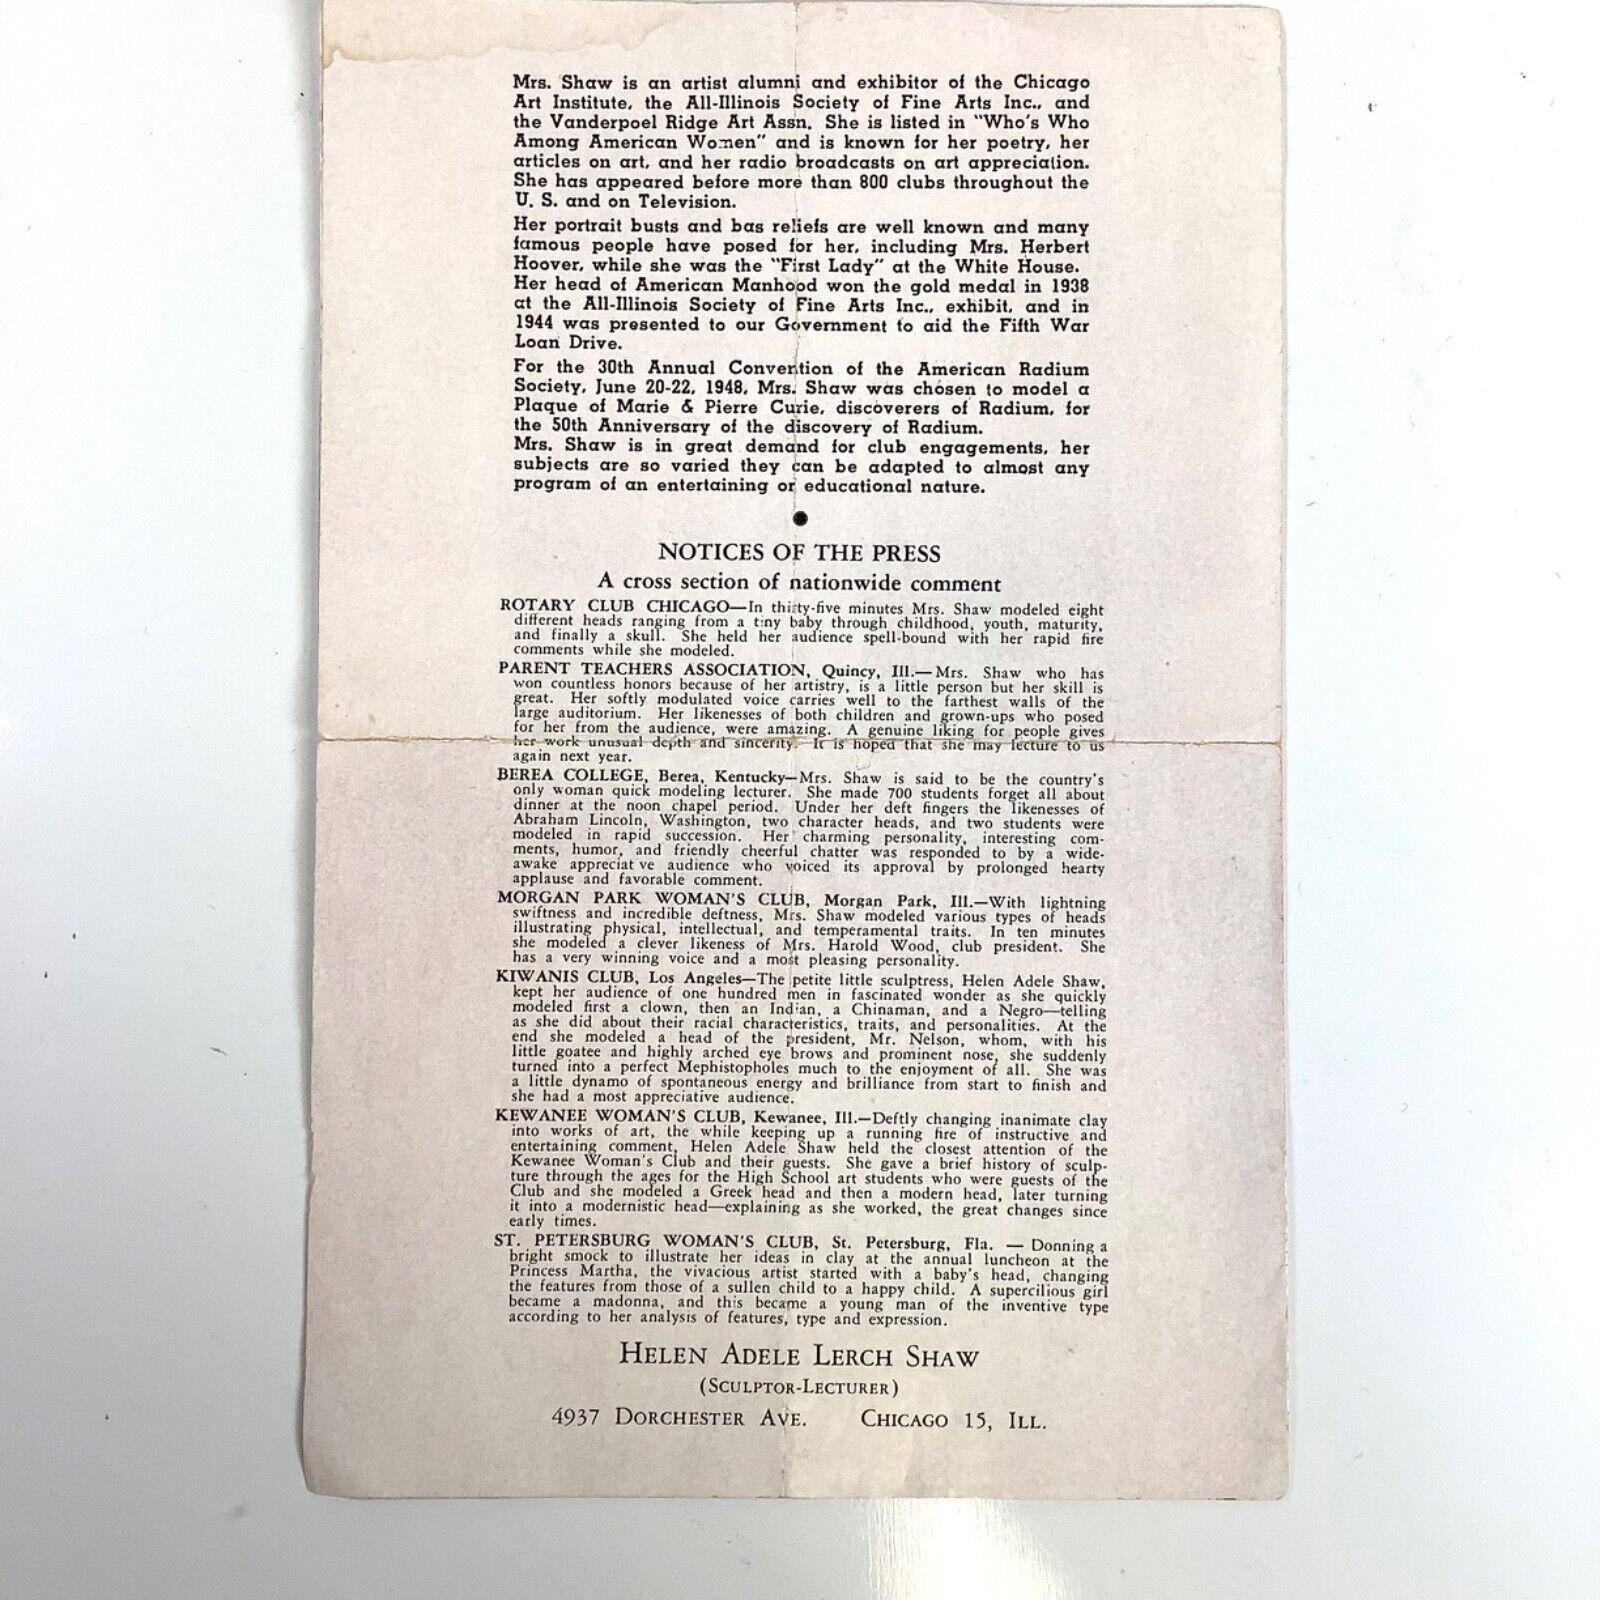 Mrs. Shaw is an artist alumni and exhibitor of the Chicago
Art Institute, the All-Illinois Society of Fine Arts Inc., and
the Vanderpoel Ridge Art Assn. She is listed in "Who's Who
Among American Women" and is known for her poetry, her
articles on art, and her radio broadcasts on art appreciation.
She has appeared before more than 800 clubs throughout the
U. S. and on Television.
Her portrait busts and bas reliefs are well known and many
famous people have posed for her, including Mrs. Herbert
Hoover, while she was the "First Lady" at the White House.
Her head of American Manhood won the gold medal in 1938
at the All-Illinois Society of Fine Arts Inc., exhibit, and in
1944 was presented to our Government to aid the Fifth War
Loan Drive.
For the 30th Annual Convention of the American Radium
Society, June 20-22, 1948, Mrs. Shaw was chosen to model a
Plaque of Marie & Pierre Curie, discoverers of Radium, for
the 50th Anniversary of the discovery of Radium.
Mrs. Shaw is in great demand for club engagements, her
subjects are so varied they can be adapted to almost any
program of an entertaining or educational nature.
NOTICES OF THE PRESS
A cross section of nationwide comment
ROTARY CLUB CHICAGO—In thirty-five minutes Mrs. Shaw modeled eight
different heads ranging from a tiny baby through childhood, youth, maturity,
and finally a skull. She held her audience spell-bound with her rapid fire
comments while she modeled.
PARENT TEACHERS ASSOCIATION, Quincy, Ill.—Mrs. Shaw who has
won countless honors because of her artistry, is a little person but her skill is
great. Her softly modulated voice carries well to the farthest walls of the
large auditorium. Her likenesses of both children and grown-ups who posed
for her from the audience, were amazing. A genuine liking for people gives
her work unusual depth and sincerity. It is hoped that she may lecture to us
again next year.
BEREA COLLEGE, Berea, Kentucky—Mrs. Shaw is said to be the country's
only woman quick modeling lecturer. She made 700 students forget all about
dinner at the noon chapel period. Under her deft fingers the likenesses of
Abraham Lincoln, Washington, two character heads, and two students were
modeled in rapid succession. Her charming personality, interesting com-
ments, humor, and friendly cheerful chatter was responded to by a wide-
awake appreciat ve audience who voiced its approval by prolonged hearty
applause and favorable comment.
MORGAN PARK WOMAN'S CLUB, Morgan Park, Ill.—With lightning
swiftness and incredible deftness, Mrs. Shaw modeled various types of heads
illustrating physical, intellectual, and temperamental traits. In ten minutes
she modeled a clever likeness of Mrs. Harold Wood, club president. She
has a very winning voice and a most pleasing personality.
KIWANIS CLUB, Los Angeles—The petite little sculptress, Helen Adele Shaw,
kept her audience of one hundred men in fascinated wonder as she quickly
modeled first a clown, then an Indian, a Chinaman, and a Negro—telling
as she did about their racial characteristics, traits, and personalities. At the
end she modeled a head of the president, Mr. Nelson, whom, with his
little goatee and highly arched eye brows and prominent nose, she suddenly
turned into a perfect Mephistopholes much to the enjoyment of all. She was
a little dynamo of spontaneous energy and brilliance from start to finish and
she had a most appreciative audience.
KEWANEE WOMAN'S CLUB, Kewanee, Ill.—Deftly changing inanimate clay
into works of art, the while keeping up a running fire of instructive and
entertaining comment, Helen Adele Shaw held the closest attention of the
Kewanee Woman's Club and their guests. She gave a brief history of sculp-
ture through the ages for the High School art students who were guests of the
Club and she modeled a Greek head and then a modern head, later turning
it into a modernistic head—explaining as she worked, the great changes since
early times.
ST. PETERSBURG WOMAN'S CLUB, St. Petersburg, Fla. — Donning a
bright smock to illustrate her ideas in clay at the annual luncheon at the
Princess Martha, the vivacious artist started with a baby's head, changing
the features from those of a sullen child to a happy child. A supercilious girl
became a madonna, and this became a young man of the inventive type
according to her analysis of features, type and expression.
HELEN ADELE LERCH SHAW
(SCULPTOR-LECTURER)
4937 DORCHESTER AVE. CHICAGO 15, ILL.